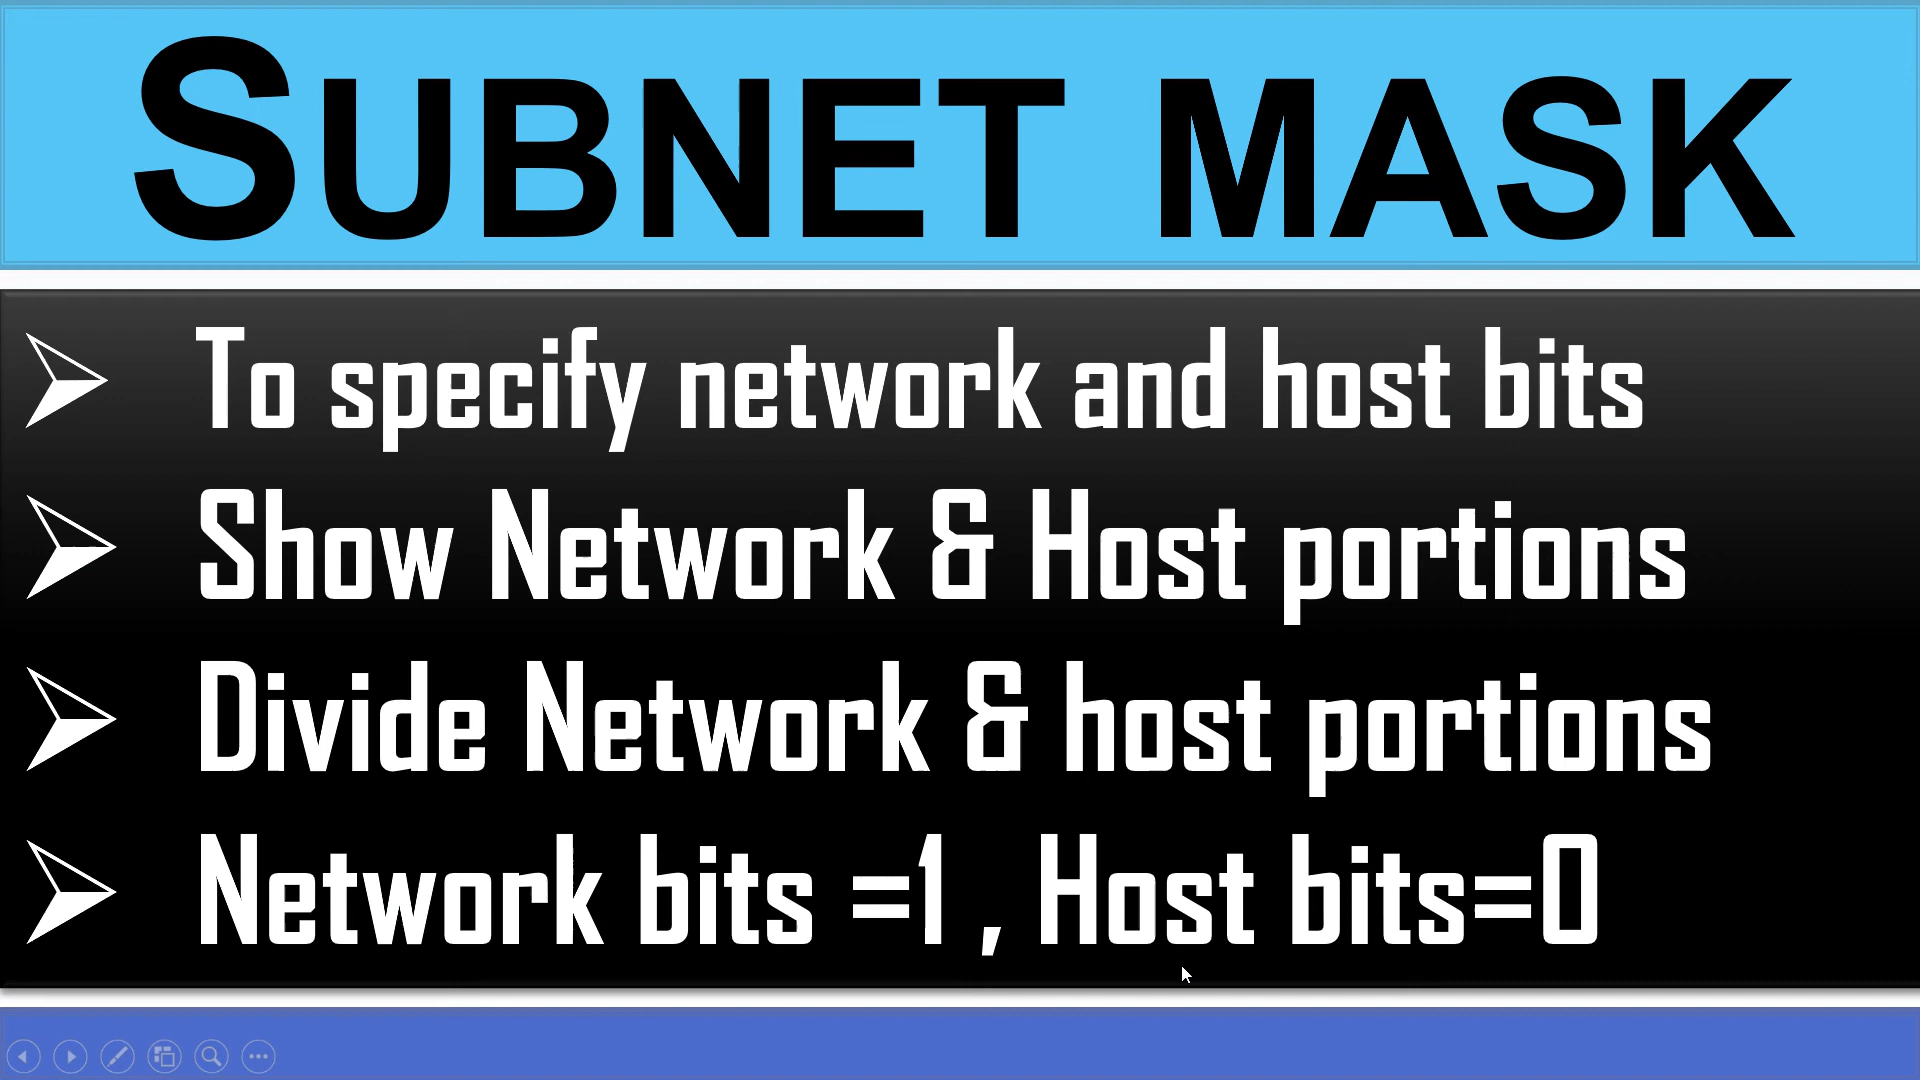 SUBNET MASK
To specify network and host bits
Show Network & Host portions
Divide Network & host portions
Network bits =1 , Host bits=0